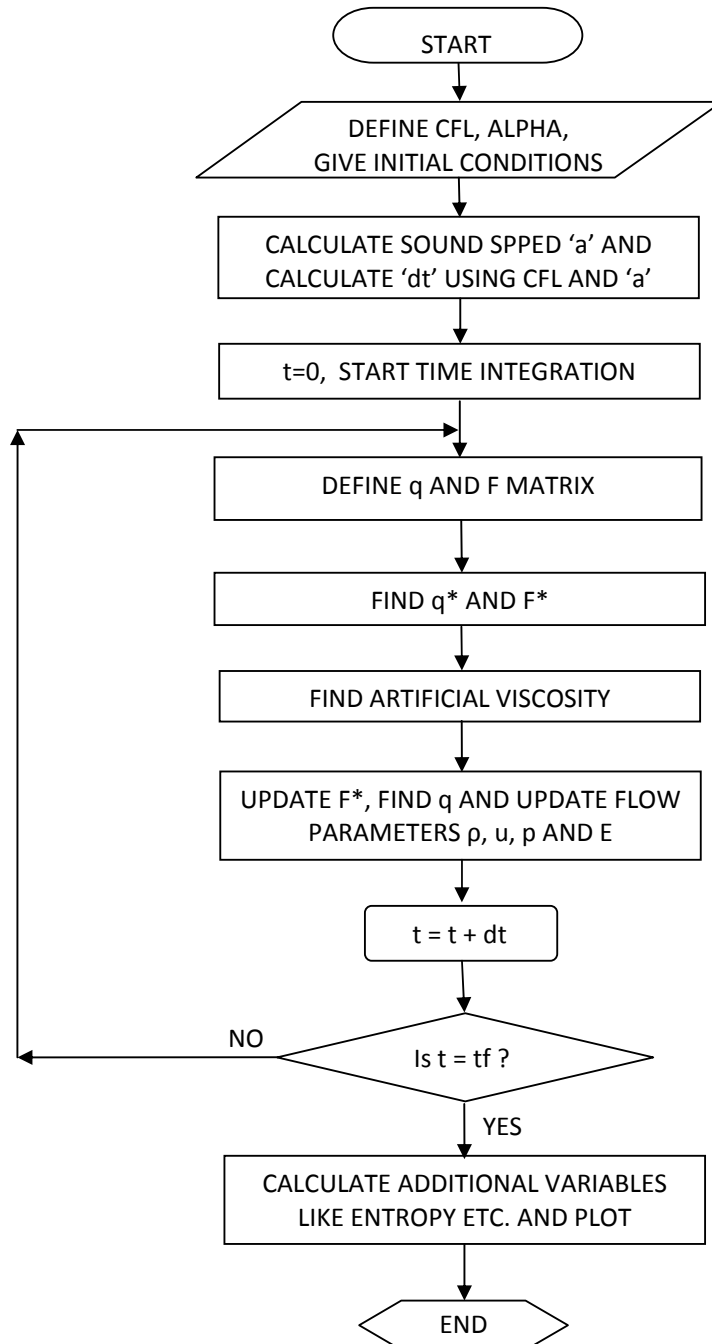 START
DEFINE CFL, ALPHA,
GIVE INITIAL CONDITIONS
CALCULATE SOUND SPPED ‘a’ AND
CALCULATE ‘dt’ USING CFL AND ‘a’
t=0, START TIME INTEGRATION
DEFINE q AND F MATRIX
FIND q* AND F*
FIND ARTIFICIAL VISCOSITY
UPDATE F*, FIND q AND UPDATE FLOW
PARAMETERS ρ, u, p AND E
t = t + dt
NO
Is t = tf ?
YES
CALCULATE ADDITIONAL VARIABLES
LIKE ENTROPY ETC. AND PLOT
END